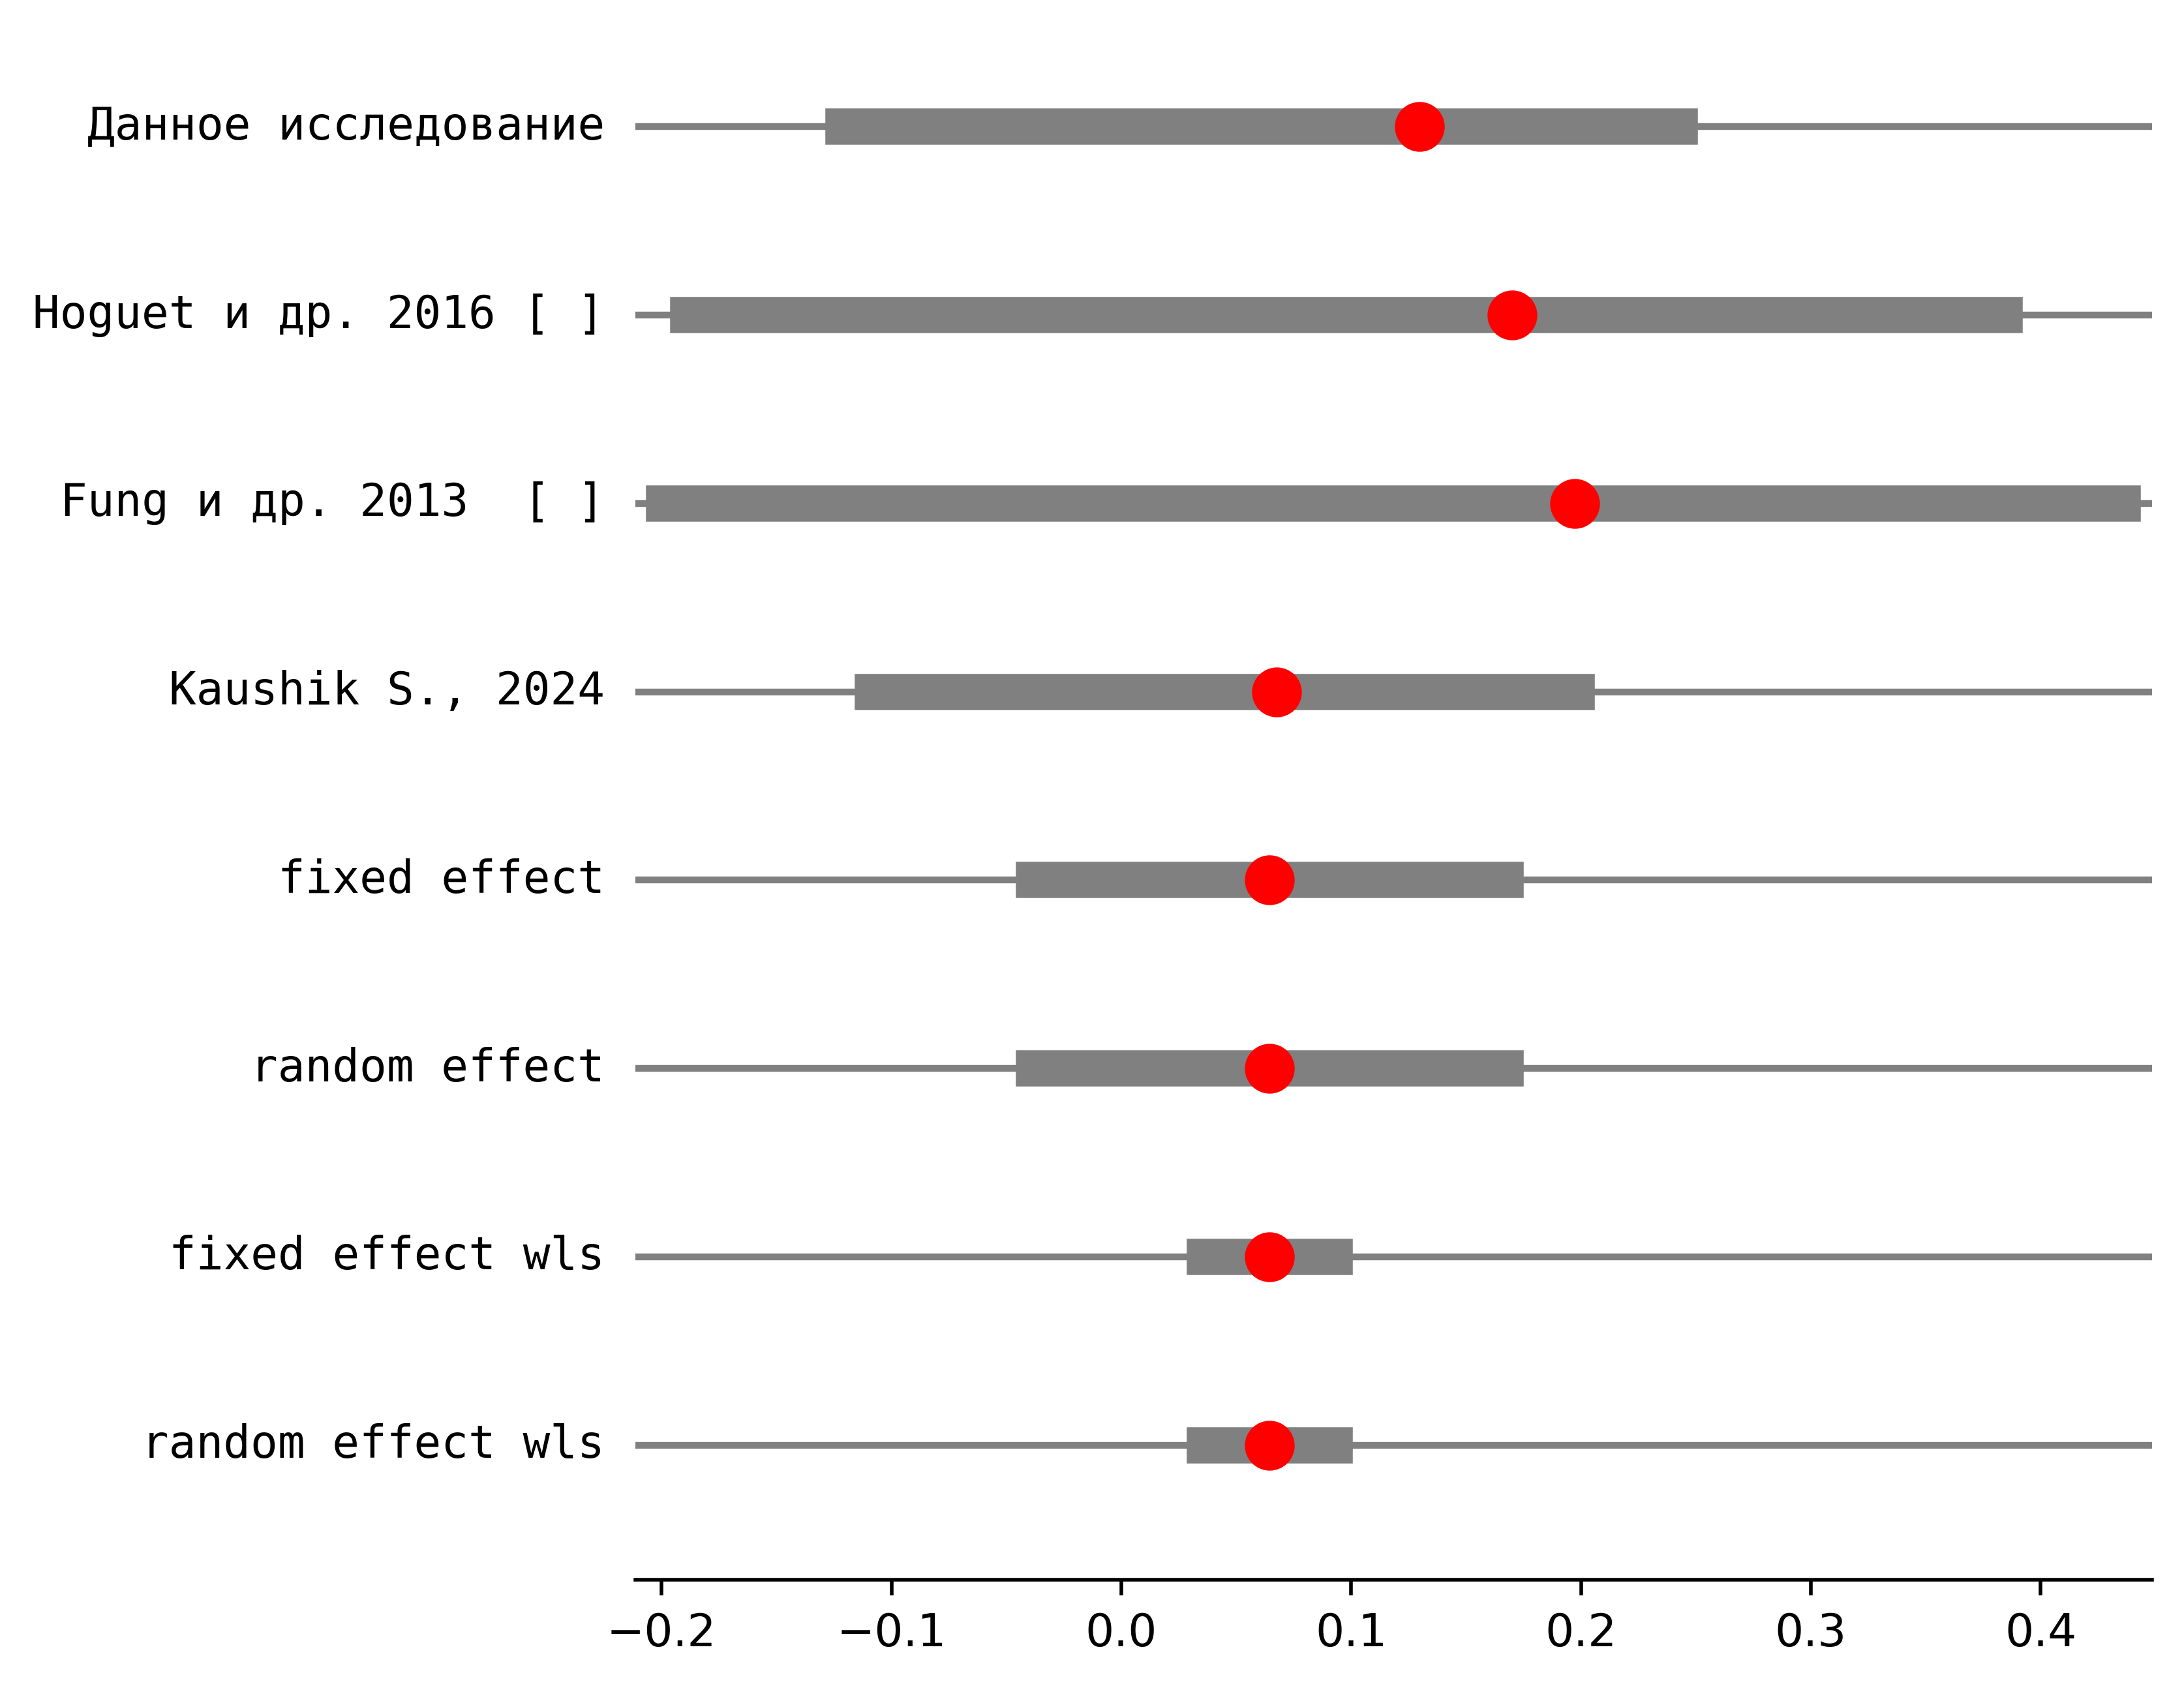 Данное исследование
Hoguet и др. 2016 [ ]
Fung и др. 2013  [ ]
Kaushik S., 2024
fixed effect
random effect
fixed effect wls
random effect wls
−0.2 −0.1 0.0 0.1 0.2 0.3 0.4